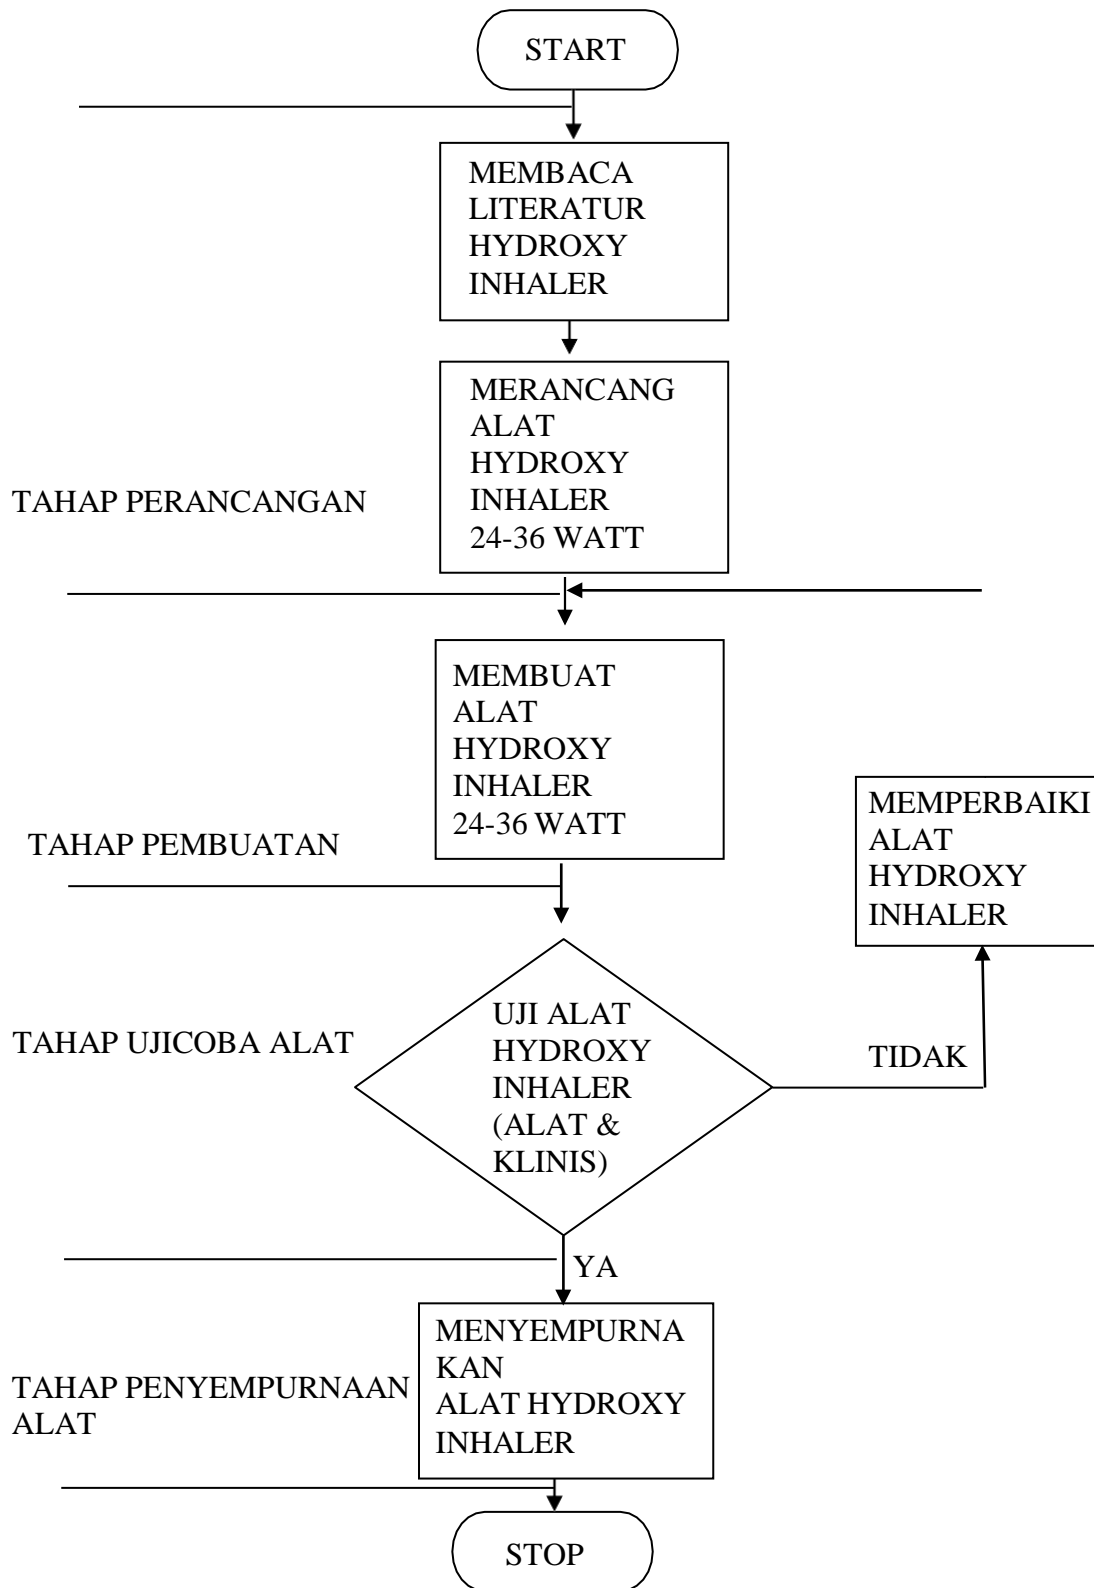 START
MEMBACA
LITERATUR
HYDROXY
INHALER
MERANCANG
ALAT
HYDROXY
INHALER
24-36 WATT
TAHAP PERANCANGAN
MEMBUAT
ALAT
HYDROXY
INHALER
24-36 WATT
TAHAP PEMBUATAN
MEMPERBAIKI
ALAT
HYDROXY
INHALER
UJI ALAT
HYDROXY
INHALER
(ALAT &
KLINIS)
TAHAP UJICOBA ALAT
TIDAK
YA
MENYEMPURNA
KAN
ALAT HYDROXY
INHALER
TAHAP PENYEMPURNAAN
ALAT
STOP